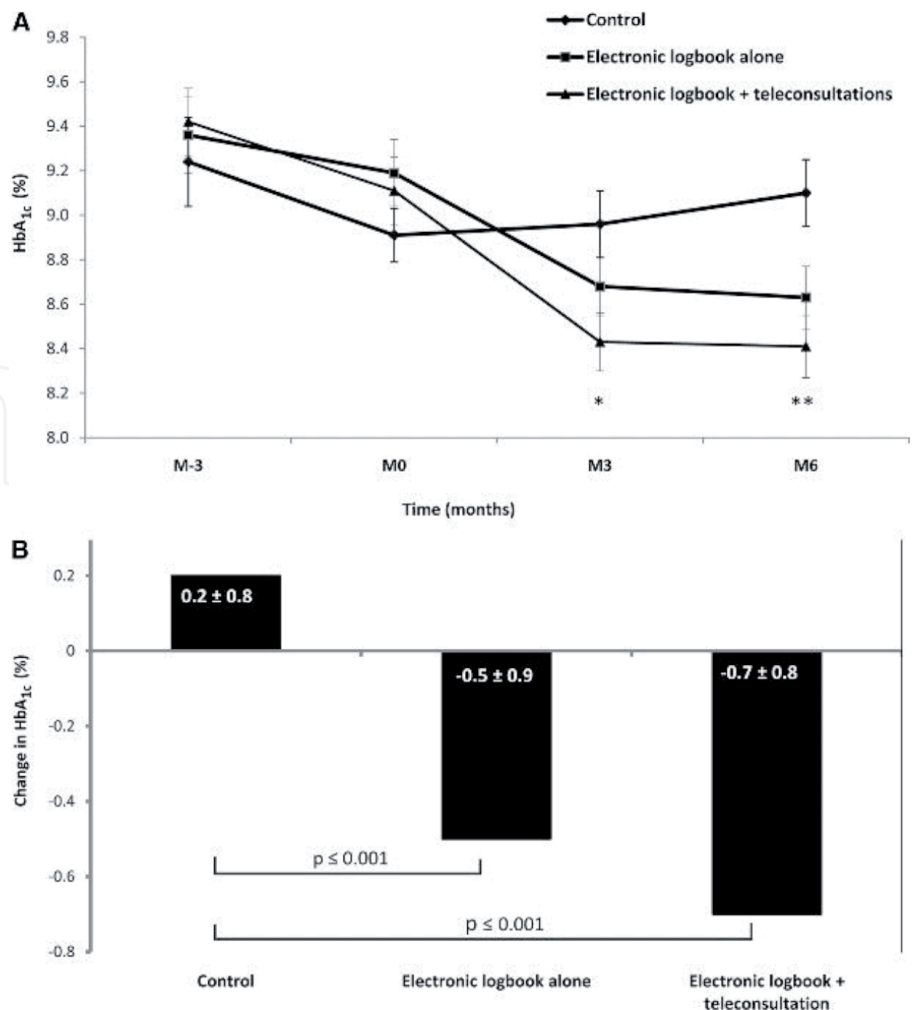 A
Control
Electronic logbook alone
Electronic logbook + teleconsultations
HbA1c (%)
9.8
9.6
9.4
9.2
9.0
8.8
8.6
8.4
8.2
8.0
*
**
M-3 M0 M3 M6
Time (months)
B
Change in HbA1c (%)
0.2
0
-0.2
-0.4
-0.6
-0.8
0.2 ± 0.8
-0.5 ± 0.9
-0.7 ± 0.8
p ≤ 0.001
p ≤ 0.001
Control
Electronic logbook alone
Electronic logbook +
teleconsultation